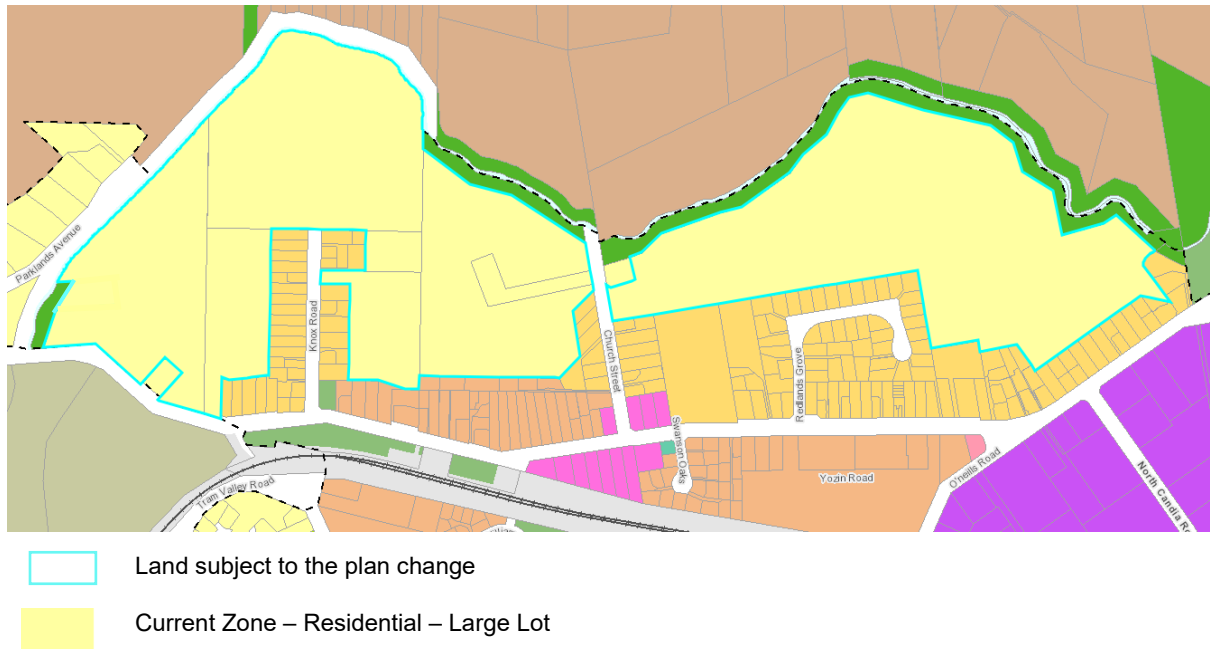 Parklands Avenue
Knox Road
Church Street
Redlands Grove
Swanson Oaks
Yozin Road
O'neills Road
North Candia Ro
Tram Valley Road
Land subject to the plan change
Current Zone – Residential – Large Lot